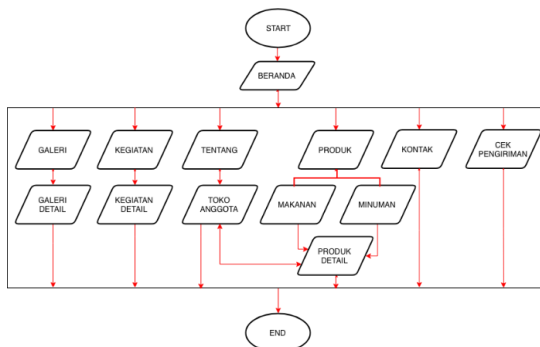 START
BERANDA
GALERI
KEGIATAN
TENTANG
PRODUK
KONTAK
CEK
PENGIRIMAN
GALERI
DETAIL
KEGIATAN
DETAIL
TOKO
ANGGOTA
MAKANAN
MINUMAN
PRODUK
DETAIL
END